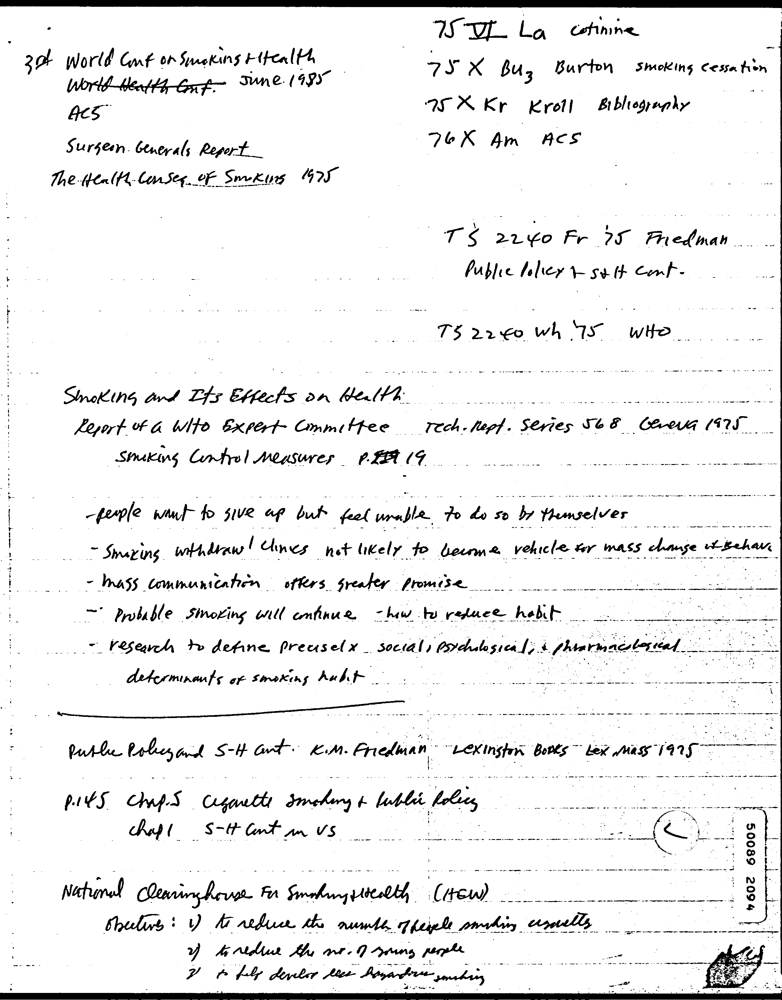 3rd World Conf on Smoking + Health
World Health Conf. June 1985
ACS
Surgeon Generals Report
The Health Conseq. of Smoking 1975
75 VI La Cotinine
75 X Bu3 Burton smoking cessation
75 X Kr Kroll Bibliography
76 X Am ACS
TS 2240 Fr '75 Friedman
Public Policy + S+H Cont.
TS 2240 Wh '75 WHO
Smoking and Its Effects on Health
Report of a WHO Expert Committee Tech. Rept. Series 568 Geneva 1975
Smoking Control Measures p. 19
- people want to give up but feel unable to do so by themselves
- Smoking withdrawl clinics not likely to become vehicle for mass change of Behav
- mass communication offers greater promise
- Probable smoking will continue - how to reduce habit
- research to define precisely social, psychological, + pharmacological
determinants of smoking habit
Public Policy and S-H Cont. K.M. Friedman Lexington Books Lex Mass 1975
P.145 Chap. 5 Cigarette Smoking + Public Policy
chap 1 S-H Cont in US
National Clearinghouse For Smoking + Health (HEW)
Obectives: 1) to reduce the number of people smoking cigarettes
2) to reduce the no. of young people
3) to help develop less hazardous smoking
50089 2094